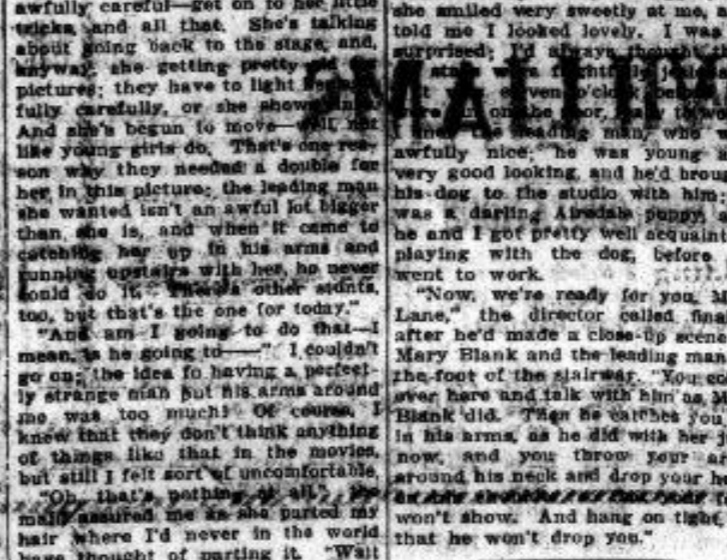 awfully careful—get on to her little
tricks, and all that. She's talking
about going back to the stage, and,
anyway, she getting pretty old
pictures; they have to light
fully carefully, or she shows
And she's begun to move—well, not
like young girls do. That's one rea-
son why they needed a double for
her in this picture; the leading man
she wanted isn't an awful lot bigger
than she is, and when it came to
catching her up in his arms and
running upstairs with her, he never
could do it. There's other stunts,
too, but that's the one for today."
"And am I going to do that—I
mean, is he going to——" I couldn't
go on; the idea fo having a perfect-
ly strange man put his arms around
me was too much! Of course, I
knew that they don't think anything
of things like that in the movies,
but still I felt sort of uncomfortable.
"Oh, that's nothing at all," the
maid assured me as she parted my
hair where I'd never in the world
have thought of parting it. "Wait
she smiled very sweetly at me,
told me I looked lovely. I was
surprised; I'd always thought
stars were frightfully
eleven o'clock
on the
I the leading man, who
awfully nice; he was young
very good looking, and he'd brou
his dog to the studio with him.
was a darling Airedale puppy,
he and I got pretty well acquaint
playing with the dog, before
went to work.
"Now, we're ready for you,
Lane," the director called
after he'd made a close-up scene
Mary Blank and the leading man
the foot of the stairway. "You go
over here and talk with him as M
Blank did. Then he catches you
in his arms, as he did with her
now, and you throw your ar
around his neck and drop your h
won't show. And hang on tight
that he won't drop you."